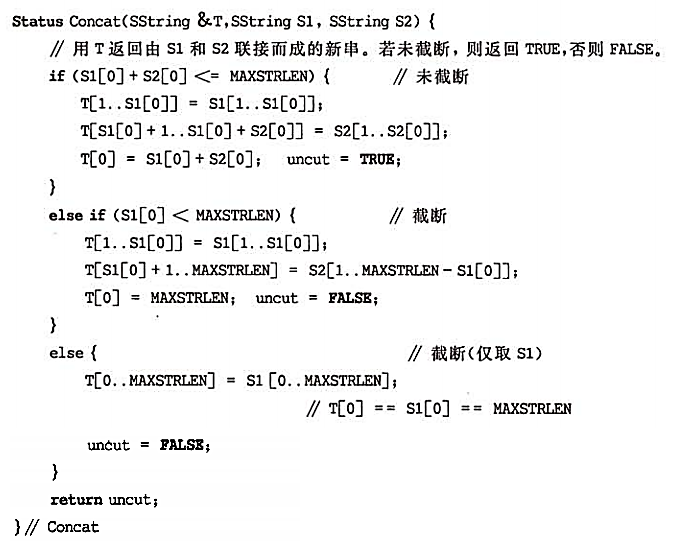 Status Concat(SString &T,SString S1, SString S2) {
// 用 T 返回由 S1 和 S2 联接而成的新串。若未截断, 则返回 TRUE,否则 FALSE。
if (S1[0] + S2[0] <= MAXSTRLEN) { // 未截断
T[1..S1[0]] = S1[1..S1[0]];
T[S1[0] + 1..S1[0] + S2[0]] = S2[1..S2[0]];
T[0] = S1[0] + S2[0]; uncut = TRUE;
}
else if (S1[0] < MAXSTRLEN) { // 截断
T[1..S1[0]] = S1[1..S1[0]];
T[S1[0] + 1..MAXSTRLEN] = S2[1..MAXSTRLEN - S1[0]];
T[0] = MAXSTRLEN; uncut = FALSE;
}
else { // 截断(仅取 S1)
T[0..MAXSTRLEN] = S1 [0..MAXSTRLEN];
// T[0] == S1[0] == MAXSTRLEN
uncut = FALSE;
}
return uncut;
} // Concat